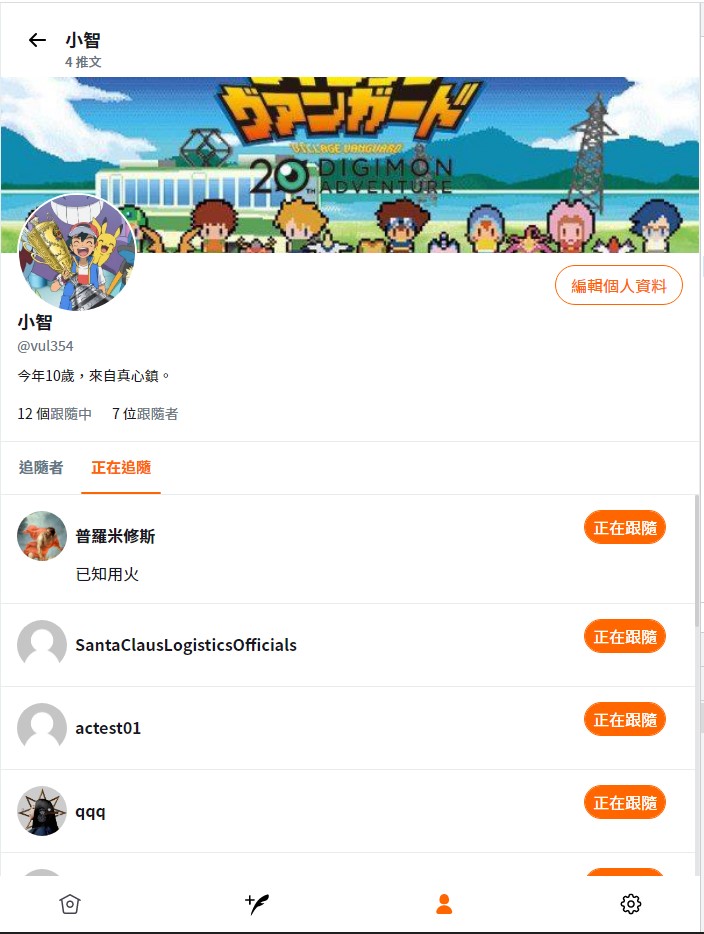 小智
4 推文
ヴァンガード
VILLAGE VANGUARD
20TH DIGIMON
ADVENTURE
編輯個人資料
小智
@vul354
今年10歲，來自真心鎮。
12 個跟隨中 7 位跟隨者
追隨者 正在追隨
普羅米修斯
正在跟隨
已知用火
SantaClausLogisticsOfficials
正在跟隨
actest01
正在跟隨
qqq
正在跟隨